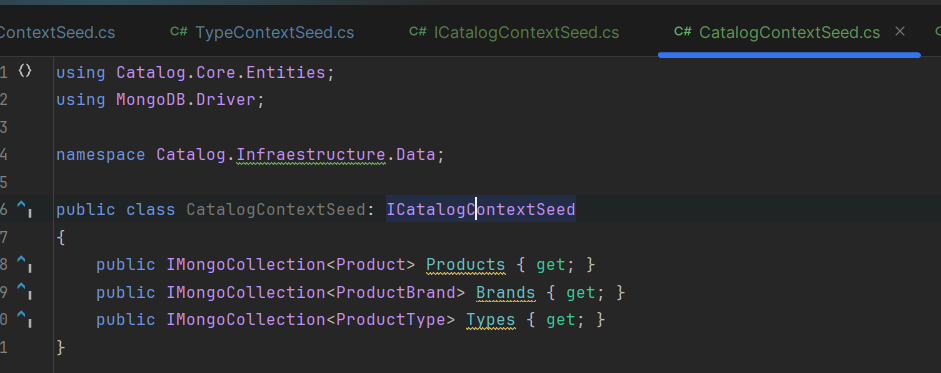 ContextSeed.cs C# TypeContextSeed.cs C# ICatalogContextSeed.cs C# CatalogContextSeed.cs ×
1 using Catalog.Core.Entities;
2 using MongoDB.Driver;
3
4 namespace Catalog.Infraestructure.Data;
5
6 public class CatalogContextSeed: ICatalogContextSeed
7 {
8 public IMongoCollection<Product> Products { get; }
9 public IMongoCollection<ProductBrand> Brands { get; }
0 public IMongoCollection<ProductType> Types { get; }
1 }